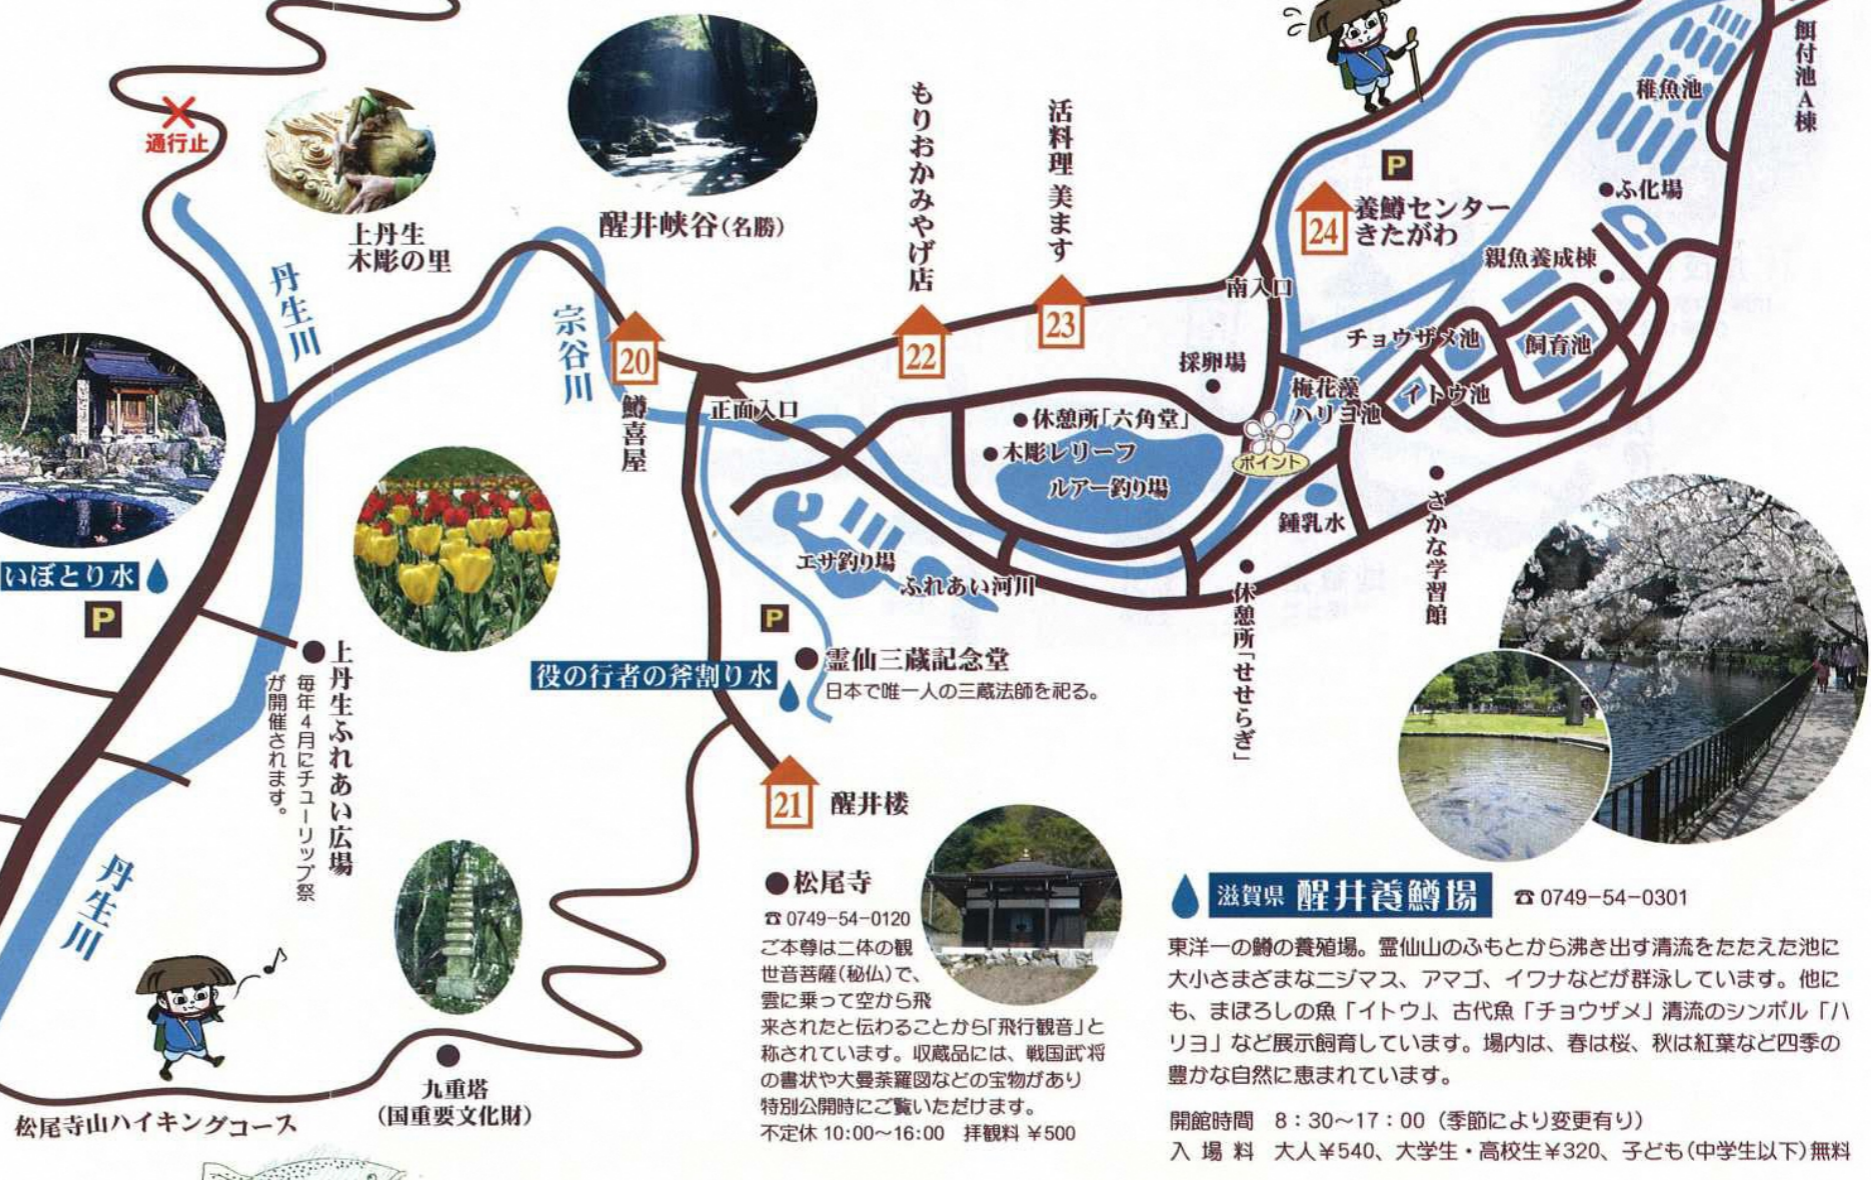 通行止
上丹生
木彫の里
醒井峡谷(名勝)
もりおかみやげ店
活料理 美ます
餌付池A棟
稚魚池
P
●ふ化場
24
養鱒センター
きたがわ
親魚養成棟
南入口
丹生川
宗谷川
20
鱒喜屋
22
23
正面入口
採卵場
チョウザメ池
飼育池
イトウ池
梅花藻
ハリヨ池
●休憩所「六角堂」
●木彫レリーフ
ルアー釣り場
ポイント
鍾乳水
●さかな学習館
エサ釣り場
ふれあい河川
●休憩所「せせらぎ」
いぼとり水
P
●上丹生ふれあい広場
毎年4月にチューリップ祭
が開催されます。
P
役の行者の斧割り水
●霊仙三蔵記念堂
日本で唯一人の三蔵法師を祀る。
21
醒井楼
丹生川
松尾寺山ハイキングコース
九重塔
(国重要文化財)
●松尾寺
☎0749-54-0120
ご本尊は二体の観
世音菩薩(秘仏)で、
雲に乗って空から飛
来されたと伝わることから「飛行観音」と
称されています。収蔵品には、戦国武将
の書状や大曼荼羅図などの宝物があり
特別公開時にご覧いただけます。
不定休 10:00〜16:00 拝観料 ¥500
滋賀県 醒井養鱒場 ☎0749-54-0301
東洋一の鱒の養殖場。霊仙山のふもとから沸き出す清流をたたえた池に
大小さまざまなニジマス、アマゴ、イワナなどが群泳しています。他に
も、まぼろしの魚「イトウ」、古代魚「チョウザメ」清流のシンボル「ハ
リヨ」など展示飼育しています。場内は、春は桜、秋は紅葉など四季の
豊かな自然に恵まれています。
開館時間 8:30〜17:00 (季節により変更有り)
入場料 大人¥540、大学生・高校生¥320、子ども(中学生以下)無料